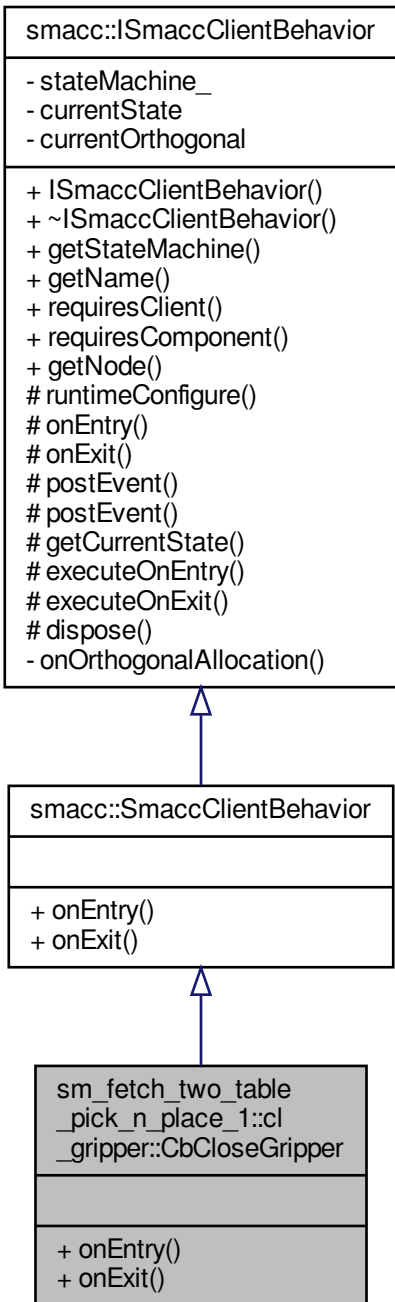 smacc::ISmaccClientBehavior
- stateMachine_
- currentState
- currentOrthogonal
+ ISmaccClientBehavior()
+ ~ISmaccClientBehavior()
+ getStateMachine()
+ getName()
+ requiresClient()
+ requiresComponent()
+ getNode()
# runtimeConfigure()
# onEntry()
# onExit()
# postEvent()
# postEvent()
# getCurrentState()
# executeOnEntry()
# executeOnExit()
# dispose()
- onOrthogonalAllocation()
smacc::SmaccClientBehavior
+ onEntry()
+ onExit()
sm_fetch_two_table
_pick_n_place_1::cl
_gripper::CbCloseGripper
+ onEntry()
+ onExit()